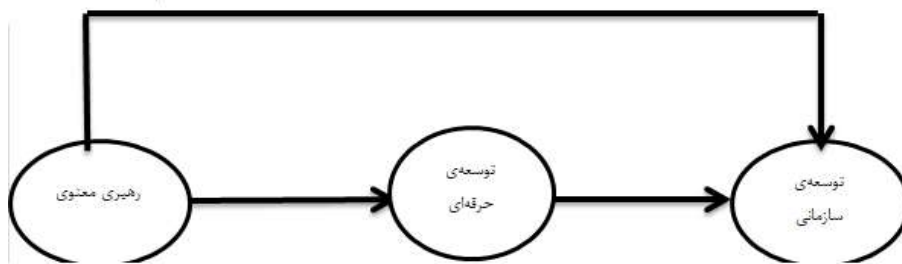 رهبری معنوی
توسعه‌ی
حرفه‌ای
توسعه‌ی
سازمانی